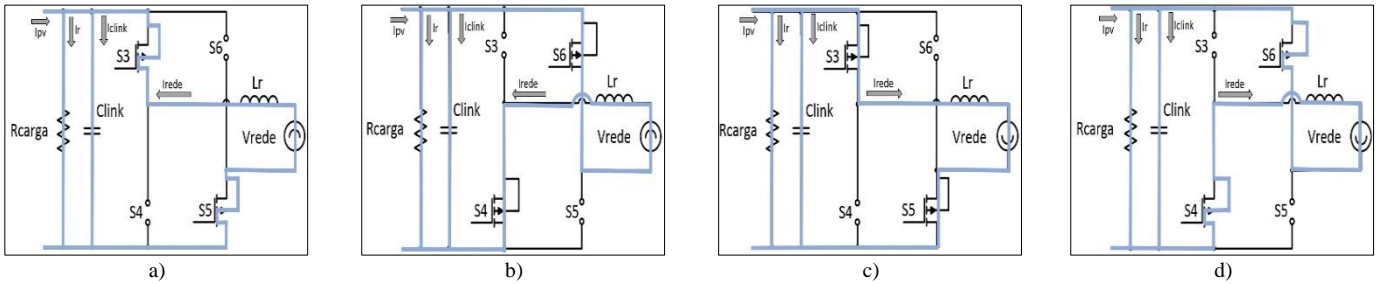 Ipv Ir Iclink S3 S6 Irede Lr Rcarga Clink Vrede S4 S5
a)
Ipv Ir Iclink S3 S6 Irede Lr Rcarga Clink Vrede S4 S5
b)
Ipv Ir Iclink S3 S6 Irede Lr Rcarga Clink Vrede S4 S5
c)
Ipv Ir Iclink S3 S6 Irede Lr Rcarga Clink Vrede S4 S5
d)